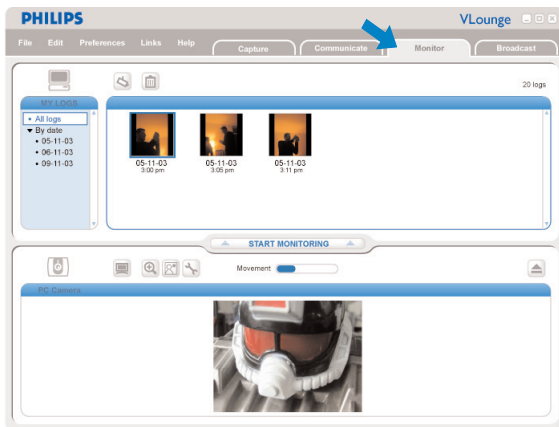 PHILIPS
VLounge
File Edit Preferences Links Help
Capture
Communicate
Monitor
Broadcast
20 logs
MY LOGS
• All logs
By date
• 05-11-03
• 06-11-03
• 09-11-03
05-11-03 05-11-03 05-11-03
3:00 pm 3:05 pm 3:11 pm
START MONITORING
Movement
PC Camera